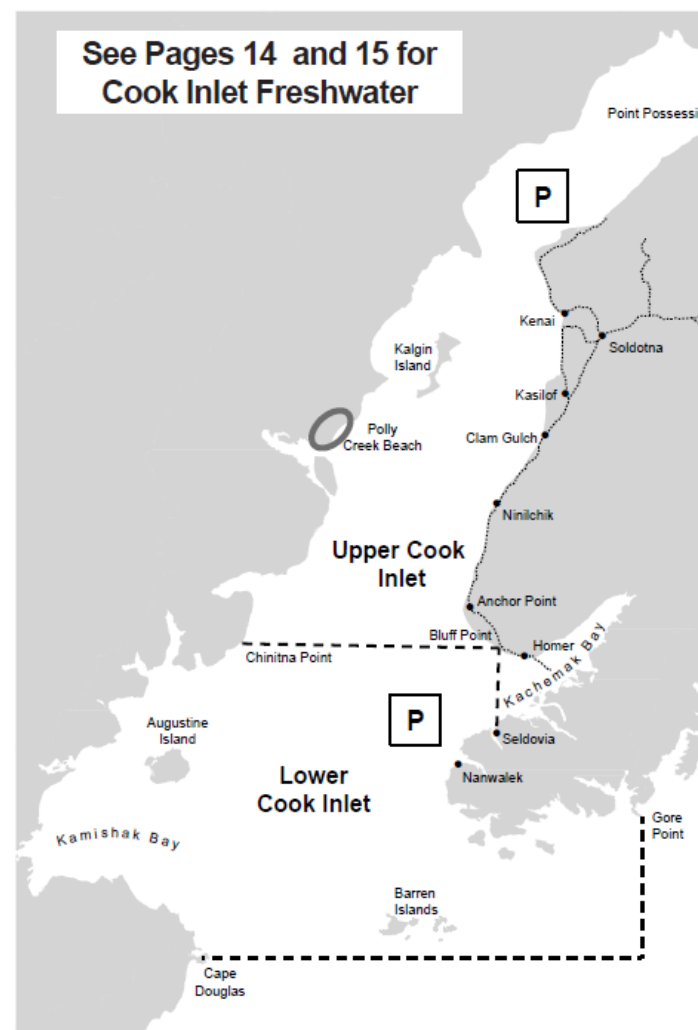 See Pages 14 and 15 for
Cook Inlet Freshwater
Point Possessi
P
Kenai
Soldotna
Kalgin
Island
Kasilof
Polly
Creek Beach
Clam Gulch
Ninilchik
Upper Cook
Inlet
Anchor Point
Bluff Point
Homer
Kachemak Bay
Chinitna Point
P
Augustine
Island
Seldovia
Lower
Cook Inlet
Nanwalek
Gore
Point
Kamishak Bay
Barren
Islands
Cape
Douglas